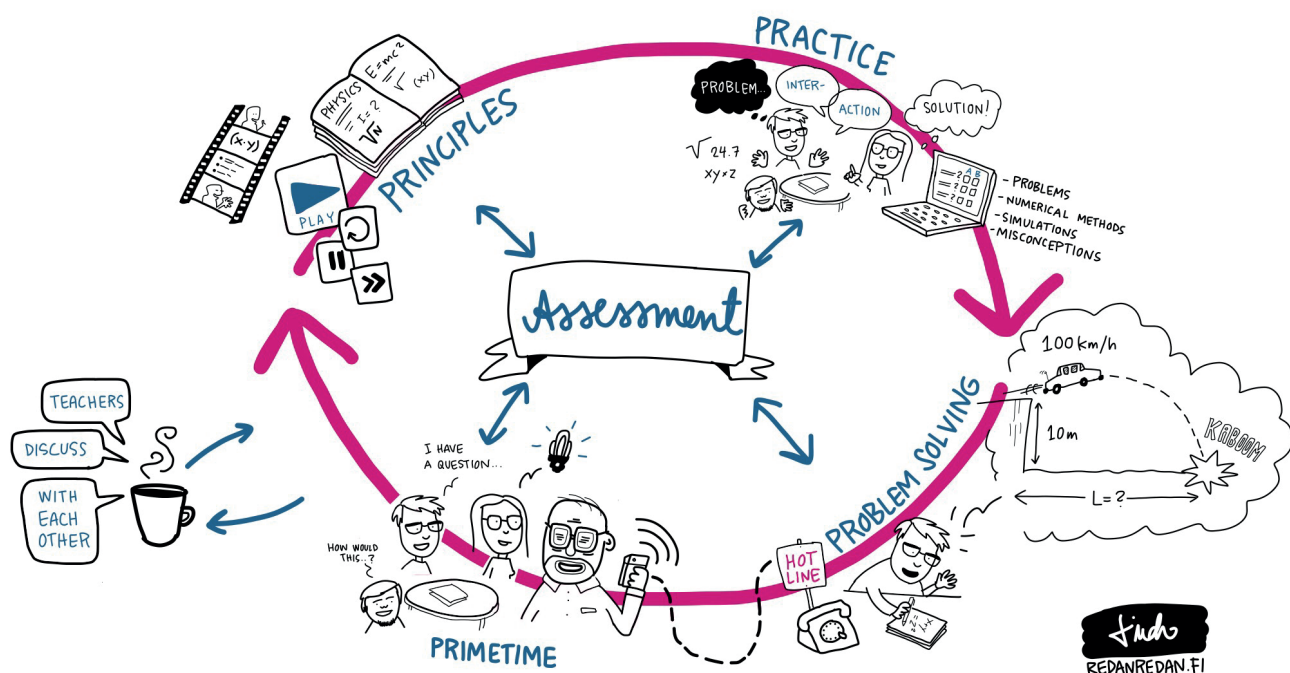 PRINCIPLES
PHYSICS
I = ?
√N
E=mc²
√(xy)
(x·y)
PLAY
PRACTICE
PROBLEM...
INTER-
ACTION
SOLUTION!
√ 24.7
xy×z
A B
?
?
?
- PROBLEMS
- NUMERICAL METHODS
- SIMULATIONS
- MISCONCEPTIONS
Assessment
PROBLEM SOLVING
100 km/h
10m
KABOOM
L=?
HOT
LINE
PRIMETIME
I HAVE
A QUESTION...
HOW WOULD
THIS..?
TEACHERS
DISCUSS
WITH
EACH
OTHER
REDANREDAN.FI